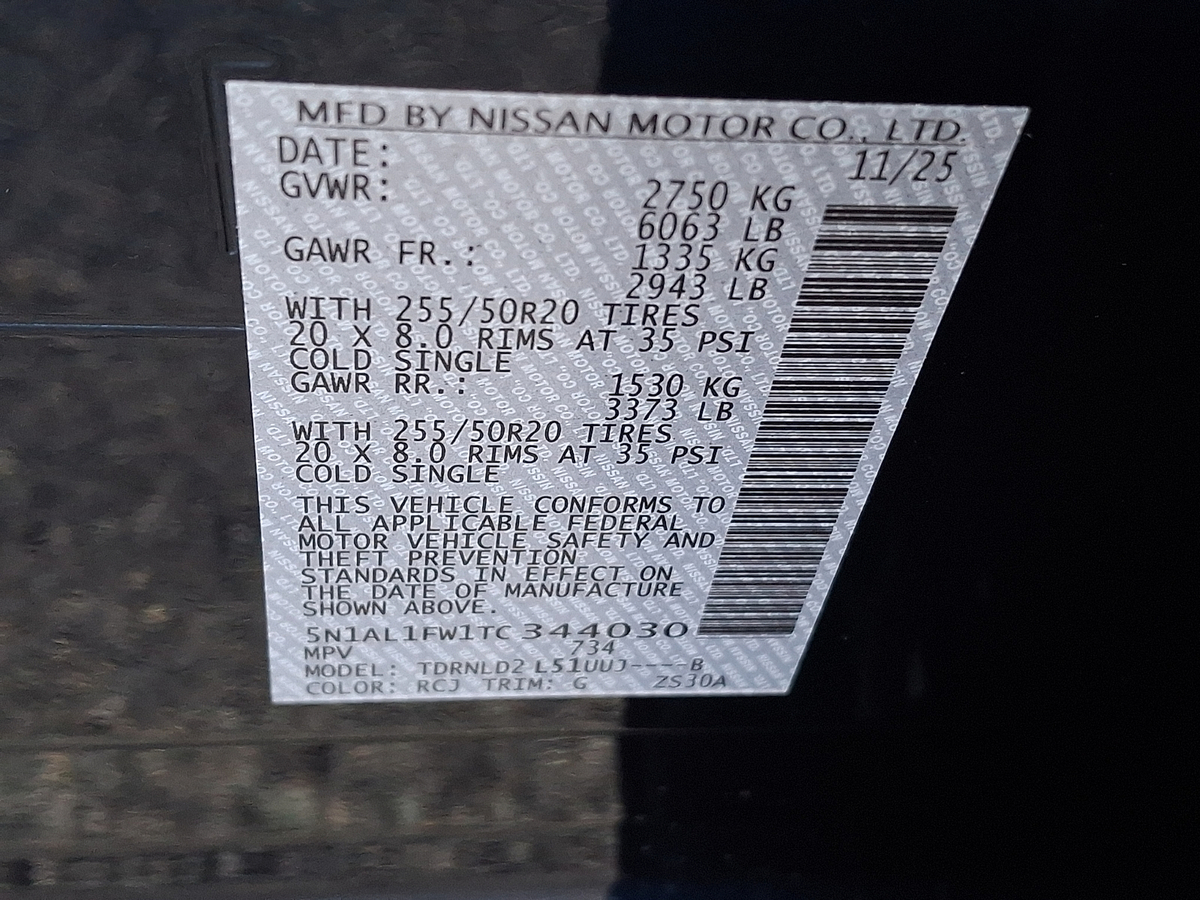 MFD BY NISSAN MOTOR CO., LTD.
DATE: 11/25
GVWR: 2750 KG
6063 LB
GAWR FR.: 1335 KG
2943 LB
WITH 255/50R20 TIRES
20 X 8.0 RIMS AT 35 PSI
COLD SINGLE
GAWR RR.: 1530 KG
3373 LB
WITH 255/50R20 TIRES
20 X 8.0 RIMS AT 35 PSI
COLD SINGLE
THIS VEHICLE CONFORMS TO
ALL APPLICABLE FEDERAL
MOTOR VEHICLE SAFETY AND
THEFT PREVENTION
STANDARDS IN EFFECT ON
THE DATE OF MANUFACTURE
SHOWN ABOVE.
5N1AL1FW1TC344030
MPV 734
MODEL: TDRNLD2 L51UUJ----B
COLOR: RCJ TRIM: G ZS30A